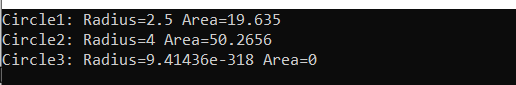 Circle1: Radius=2.5 Area=19.635
Circle2: Radius=4 Area=50.2656
Circle3: Radius=9.41436e-318 Area=0